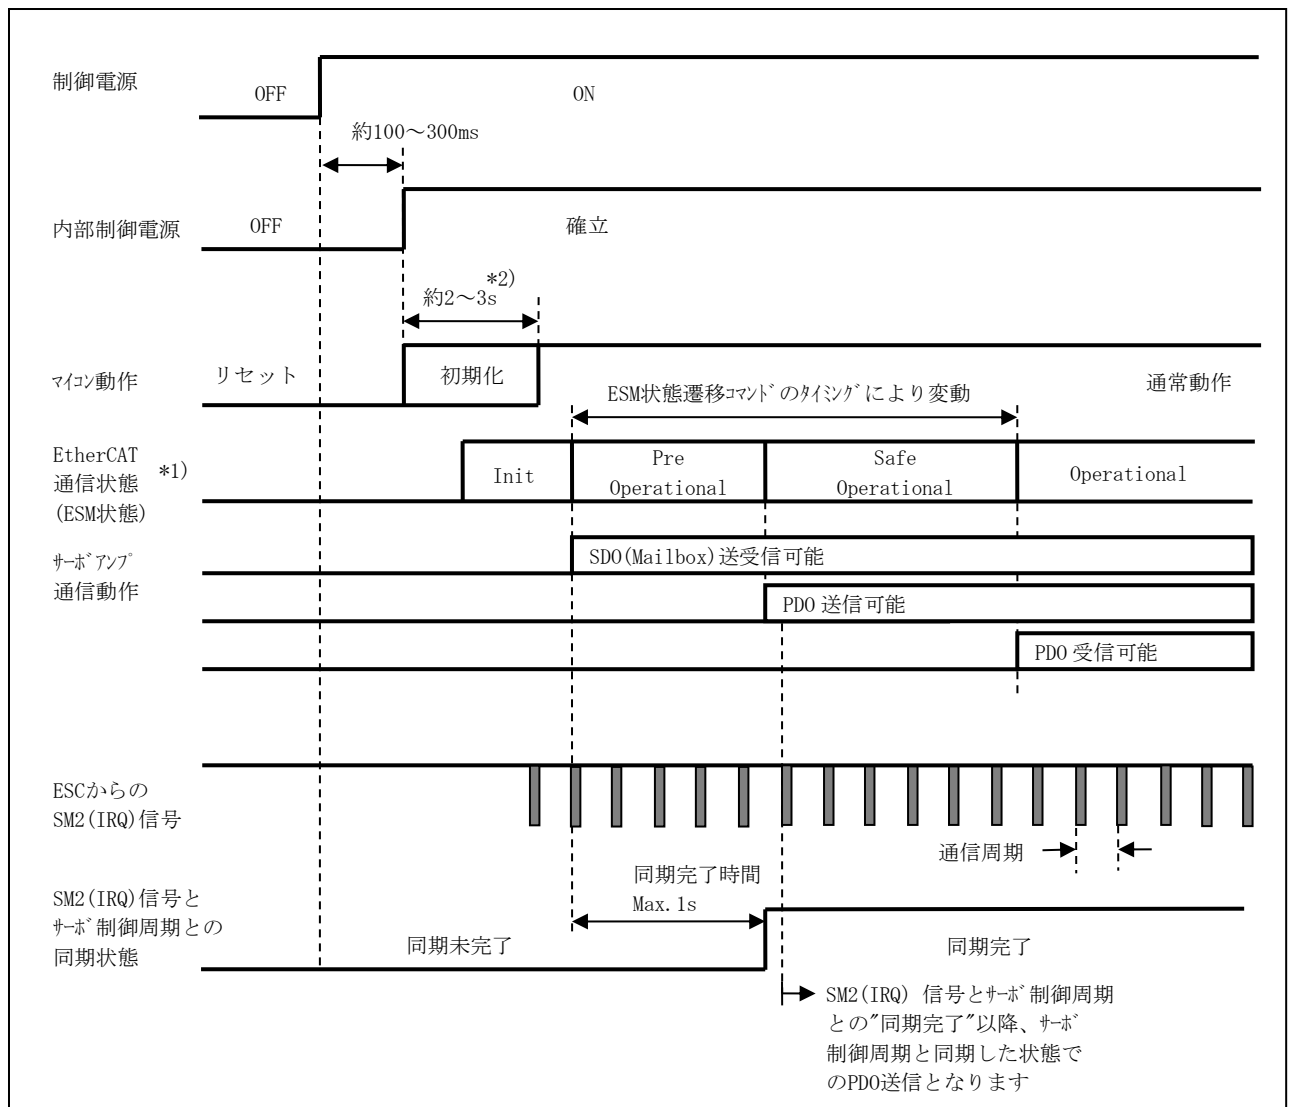 制御電源
OFF
ON
約100～300ms
内部制御電源
OFF
確立
*2)
約2～3s
マイコン動作
リセット
初期化
ESM状態遷移コマンドのタイミングにより変動
通常動作
EtherCAT
通信状態
(ESM状態)
*1)
Init
Pre
Operational
Safe
Operational
Operational
サーボアンプ
通信動作
SDO(Mailbox)送受信可能
PDO 送信可能
PDO 受信可能
ESCからの
SM2(IRQ)信号
通信周期
SM2(IRQ)信号と
サーボ制御周期との
同期状態
同期完了時間
Max.1s
同期未完了
同期完了
SM2(IRQ) 信号とサーボ制御周期
との"同期完了"以降、サーボ
制御周期と同期した状態で
のPDO送信となります